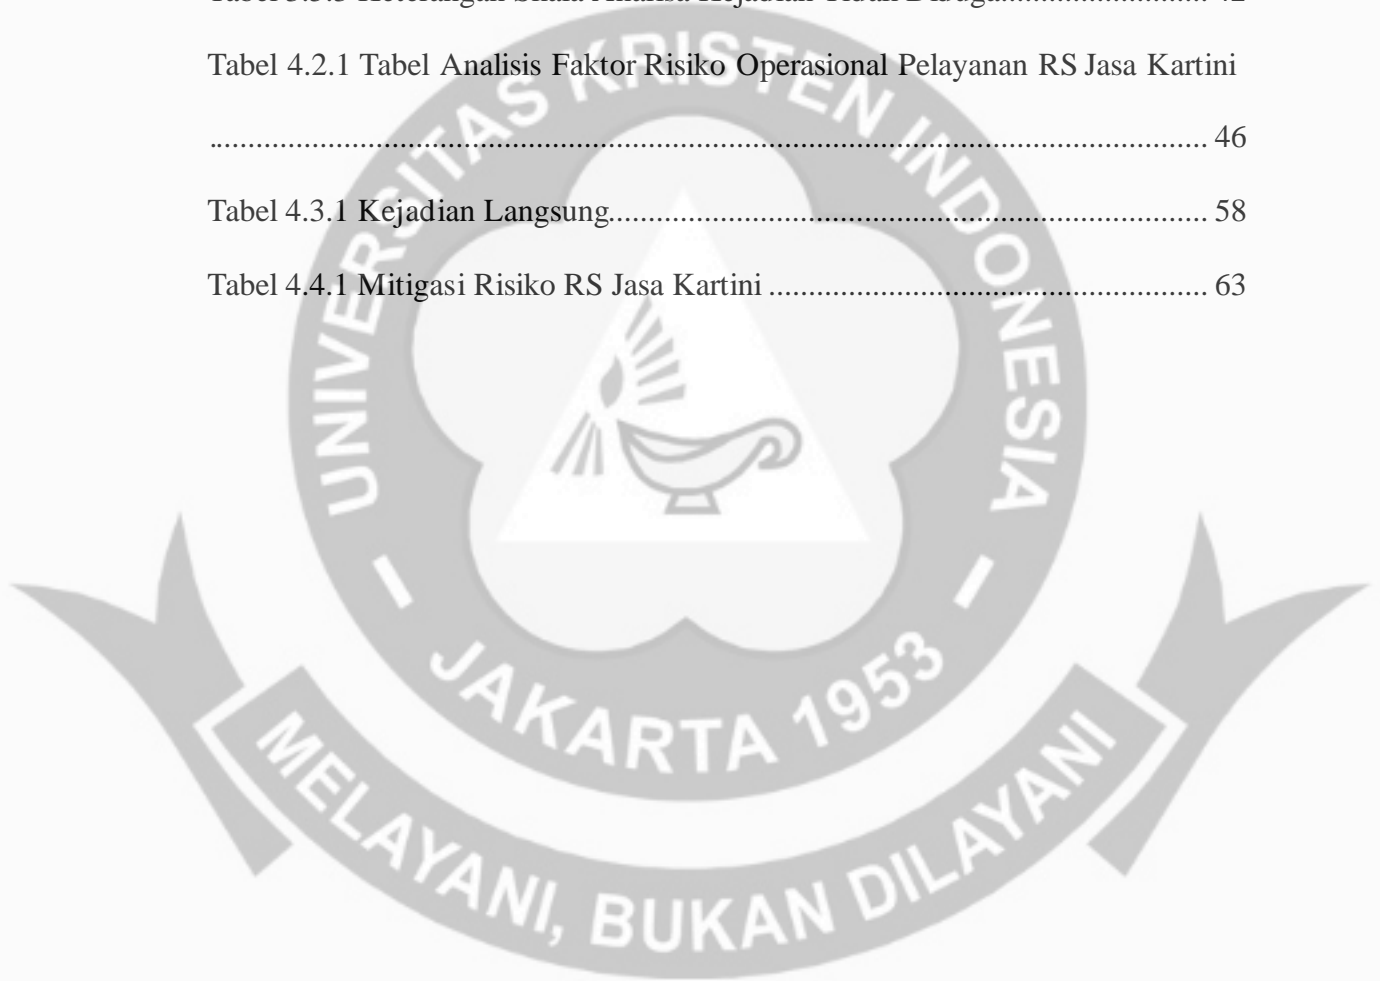 Tabel 4.2.1 Tabel Analisis Faktor Risiko Operasional Pelayanan RS Jasa Kartini
.............................................................................................................................. 46
Tabel 4.3.1 Kejadian Langsung........................................................................... 58
Tabel 4.4.1 Mitigasi Risiko RS Jasa Kartini ....................................................... 63
UNIVERSITAS KRISTEN INDONESIA
JAKARTA 1953
MELAYANI, BUKAN DILAYANI